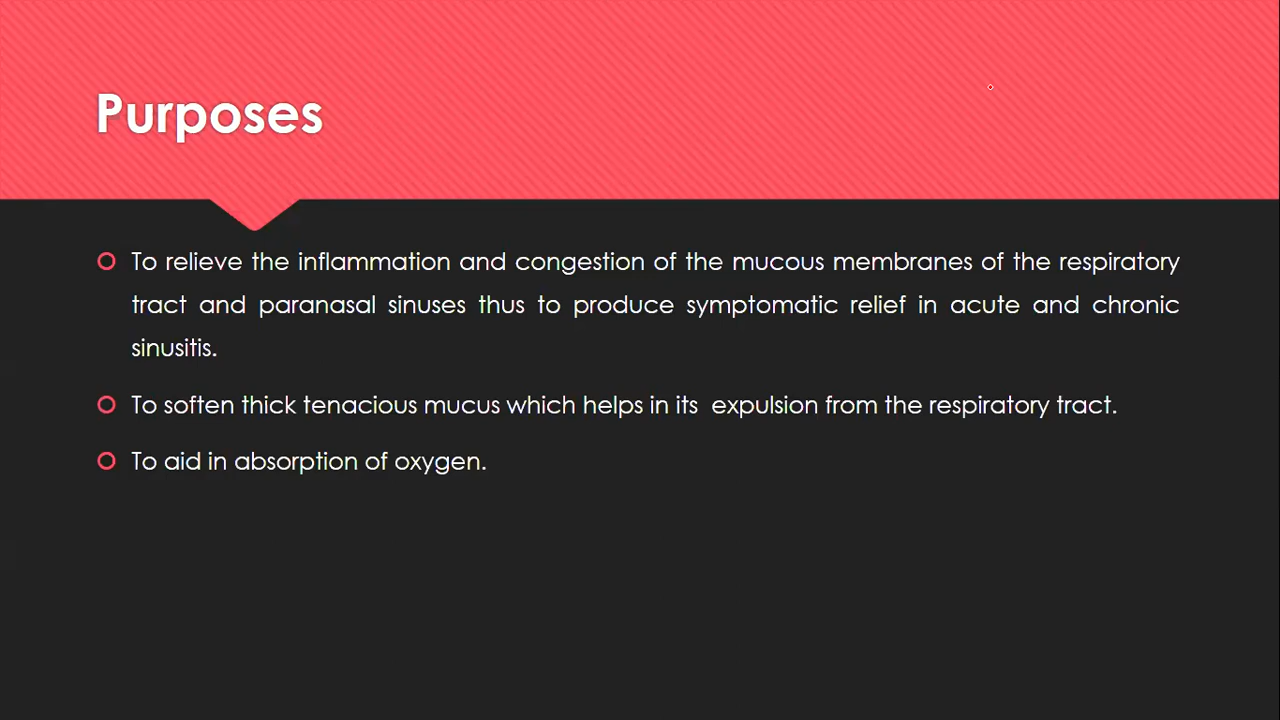 Purposes
To relieve the inflammation and congestion of the mucous membranes of the respiratory
tract and paranasal sinuses thus to produce symptomatic relief in acute and chronic
sinusitis.
To soften thick tenacious mucus which helps in its  expulsion from the respiratory tract.
To aid in absorption of oxygen.